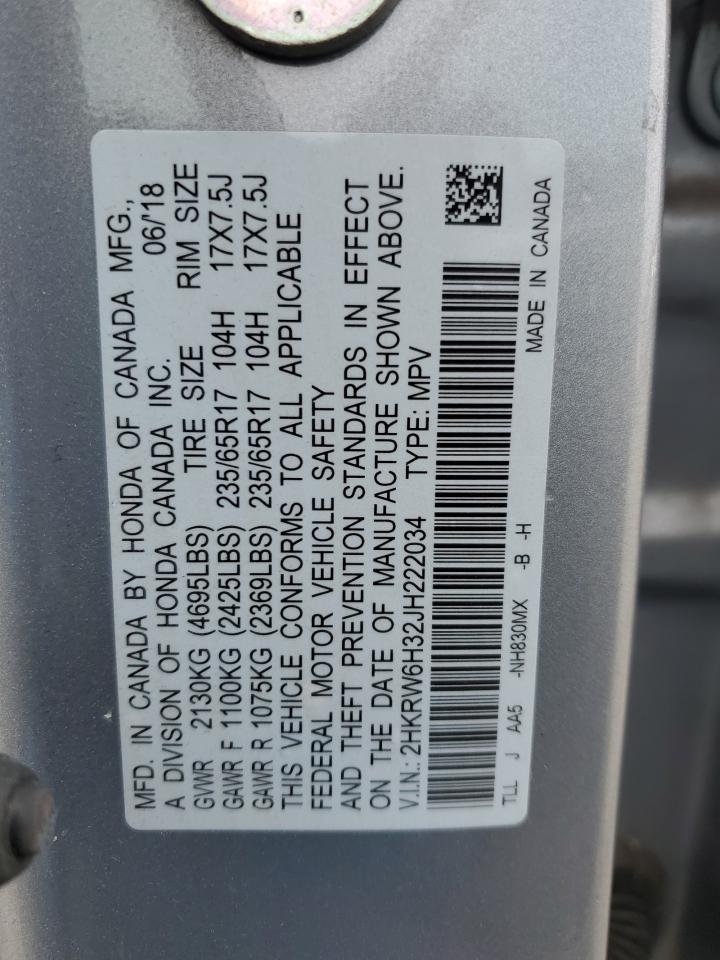 MFD. IN CANADA BY HONDA OF CANADA MFG.,
A DIVISION OF HONDA CANADA INC. 06/'18
GVWR 2130KG (4695LBS) TIRE SIZE RIM SIZE
GAWR F 1100KG (2425LBS) 235/65R17 104H 17X7.5J
GAWR R 1075KG (2369LBS) 235/65R17 104H 17X7.5J
THIS VEHICLE CONFORMS TO ALL APPLICABLE
FEDERAL MOTOR VEHICLE SAFETY
AND THEFT PREVENTION STANDARDS IN EFFECT
ON THE DATE OF MANUFACTURE SHOWN ABOVE.
V.I.N.: 2HKRW6H32JH222034 TYPE: MPV
TLL J AA5 -NH830MX -B -H MADE IN CANADA